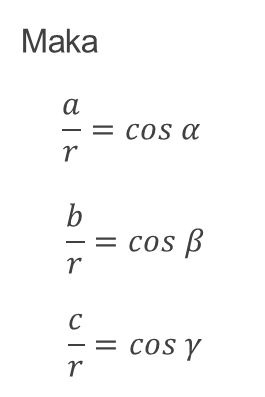 Maka
a/r = cos α
b/r = cos β
c/r = cos γ